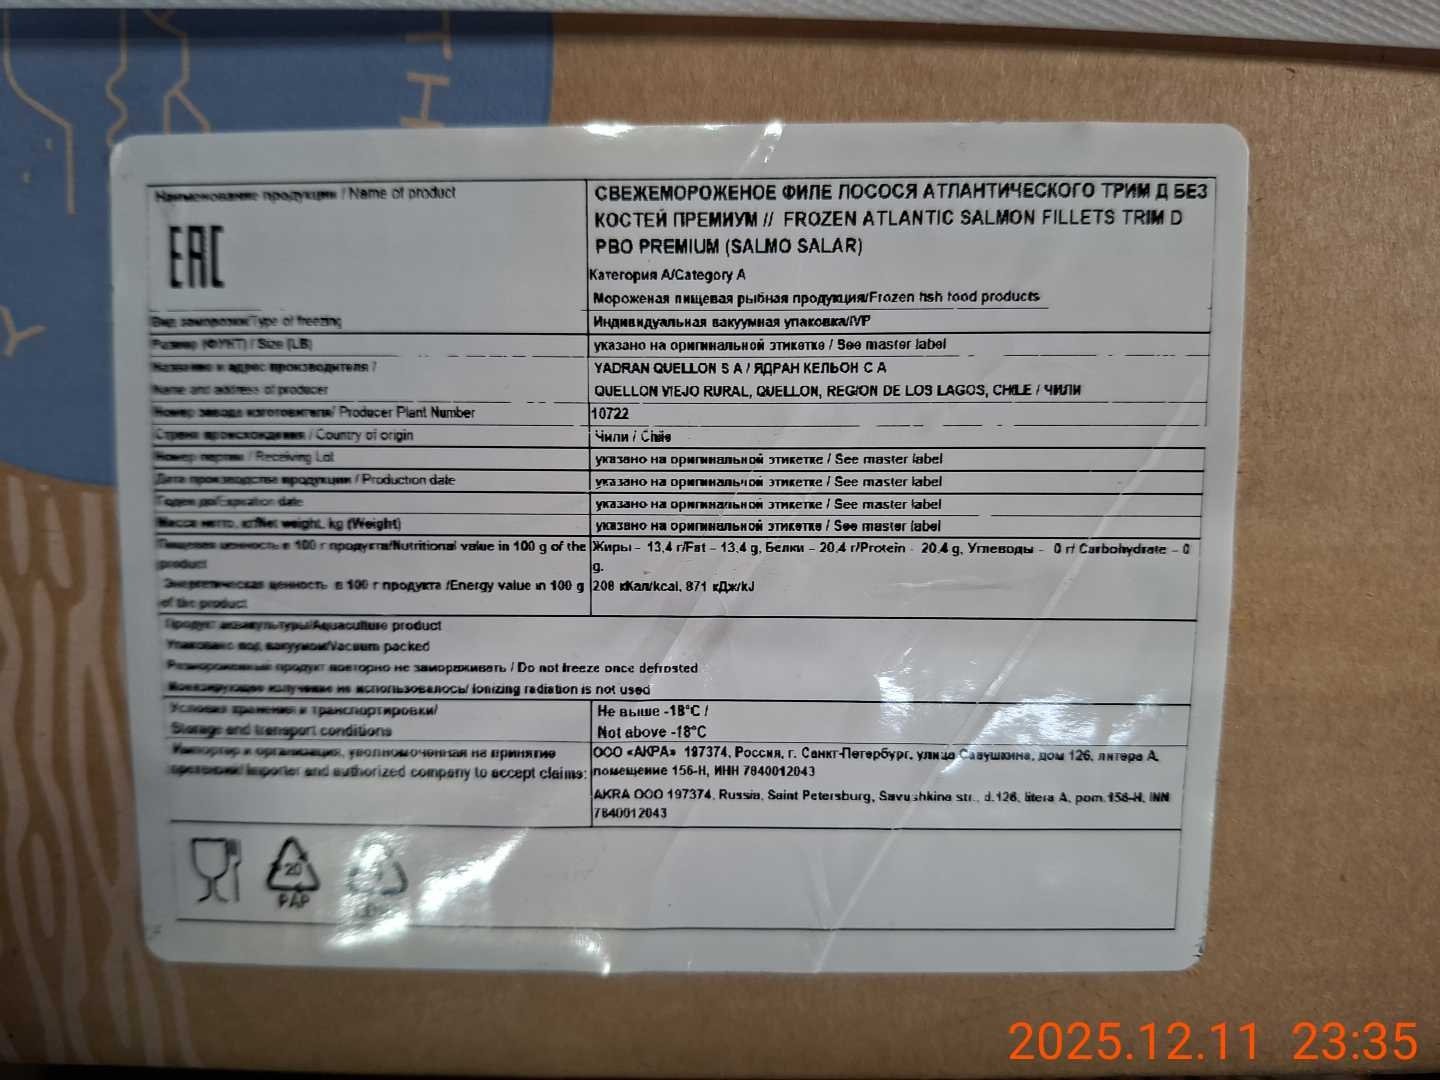 TH
Y
Наименование продукции / Name of product
EAC
СВЕЖЕМОРОЖЕНОЕ ФИЛЕ ЛОСОСЯ АТЛАНТИЧЕСКОГО ТРИМ Д БЕЗ
КОСТЕЙ ПРЕМИУМ // FROZEN ATLANTIC SALMON FILLETS TRIM D
PBO PREMIUM (SALMO SALAR)
Категория А/Category A
Мороженая пищевая рыбная продукция/Frozen fish food products
Вид заморозки/Type of freezing
Индивидуальная вакуумная упаковка/IVP
Размер (ФУНТ) / Size (LB)
указано на оригинальной этикетке / See master label
Название и адрес производителя /
Name and address of producer
YADRAN QUELLON S A / ЯДРАН КЕЛЬОН С А
QUELLON VIEJO RURAL, QUELLON, REGION DE LOS LAGOS, CHILE / ЧИЛИ
Номер завода изготовителя/ Producer Plant Number
10722
Страна происхождения / Country of origin
Чили / Chile
Номер партии / Receiving Lot
указано на оригинальной этикетке / See master label
Дата производства продукции / Production date
указано на оригинальной этикетке / See master label
Годен до/Expiration date
указано на оригинальной этикетке / See master label
Масса нетто, кг/Net weight, kg (Weight)
указано на оригинальной этикетке / See master label
Пищевая ценность в 100 г продукта/Nutritional value in 100 g of the
product
Жиры – 13,4 г/Fat – 13,4 g, Белки – 20,4 г/Protein - 20,4 g, Углеводы – 0 г/ Carbohydrate – 0
g.
Энергетическая ценность в 100 г продукта /Energy value in 100 g
of the product
208 кКал/kcal, 871 кДж/kJ
Продукт аквакультуры/Aquaculture product
Упаковано под вакуумом/Vacuum packed
Размороженный продукт повторно не замораживать / Do not freeze once defrosted
Ионизирующее излучение не использовалось/ Ionizing radiation is not used
Условия хранения и транспортировки/
Storage and transport conditions
Не выше -18°C /
Not above -18°C
Импортер и организация, уполномоченная на принятие
претензий/ Importer and authorized company to accept claims:
ООО «АКРА» 197374, Россия, г. Санкт-Петербург, улица Савушкина, дом 126, литера А,
помещение 156-Н, ИНН 7840012043
AKRA OOO 197374, Russia, Saint Petersburg, Savushkina str., d.126, litera A, pom.156-H, INN
7840012043
20
PAP
2025.12.11 23:35